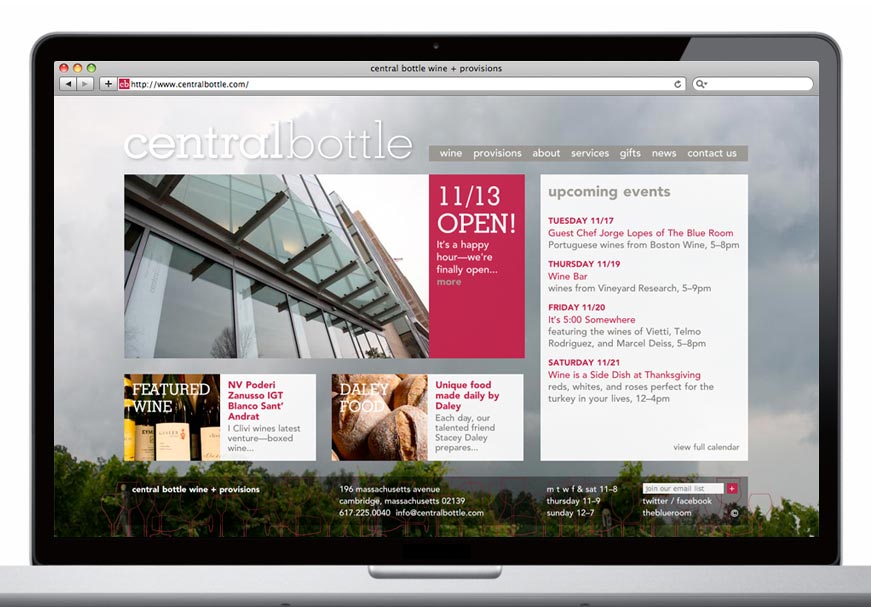 central bottle wine + provisions
cb http://www.centralbottle.com/
centralbottle
wine provisions about services gifts news contact us
11/13
OPEN!
It's a happy
hour—we're
finally open...
more
upcoming events
TUESDAY 11/17
Guest Chef Jorge Lopes of The Blue Room
Portuguese wines from Boston Wine, 5–8pm
THURSDAY 11/19
Wine Bar
wines from Vineyard Research, 5–9pm
FRIDAY 11/20
It's 5:00 Somewhere
featuring the wines of Vietti, Telmo
Rodriguez, and Marcel Deiss, 5–8pm
SATURDAY 11/21
Wine is a Side Dish at Thanksgiving
reds, whites, and roses perfect for the
turkey in your lives, 12–4pm
view full calendar
FEATURED
WINE
NV Poderi
Zanusso IGT
Blanco Sant'
Andrat
I Clivi wines latest
venture—boxed
wine...
DALEY
FOOD
Unique food
made daily by
Daley
Each day, our
talented friend
Stacey Daley
prepares...
central bottle wine + provisions
196 massachusetts avenue
cambridge, massachusetts 02139
617.225.0040 info@centralbottle.com
m t w f & sat 11–8
thursday 11–9
sunday 12–7
join our email list +
twitter / facebook
theblueroom ©